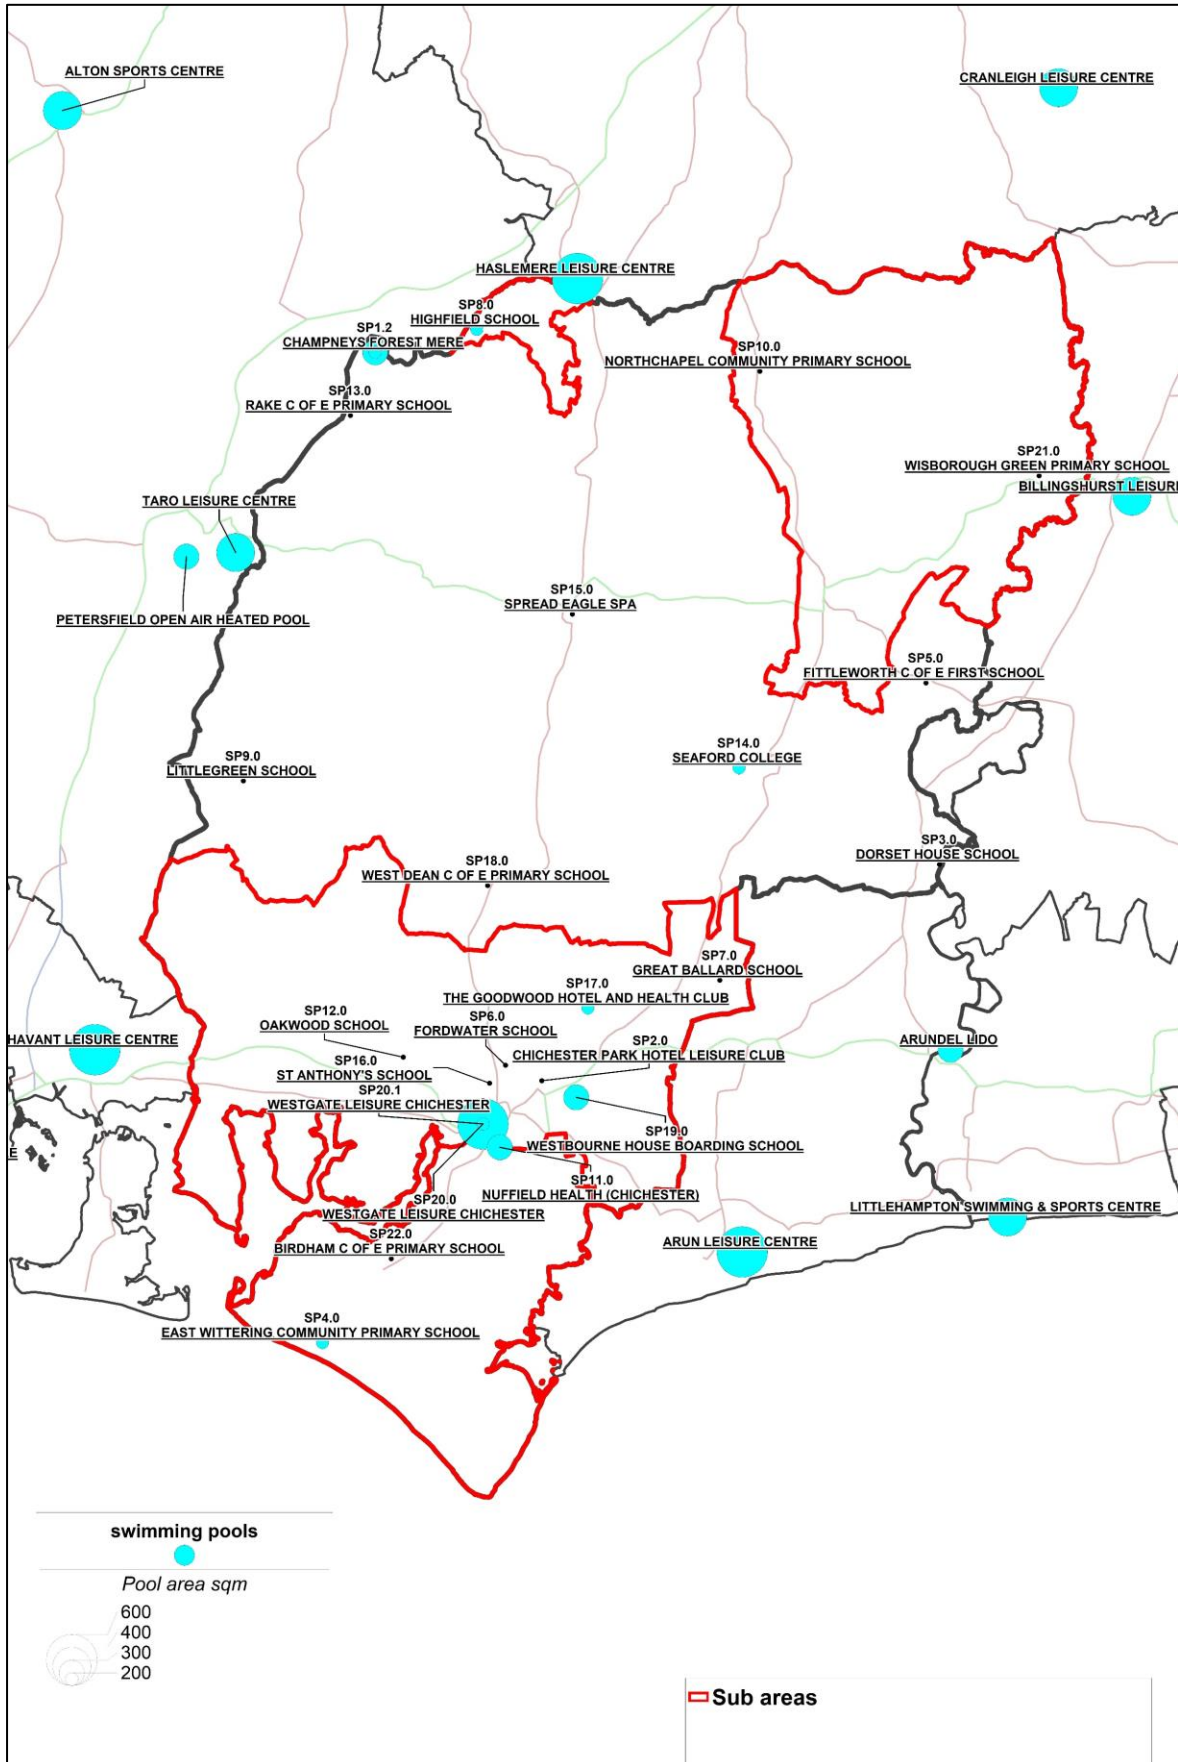 ALTON SPORTS CENTRE
CRANLEIGH LEISURE CENTRE
HASLEMERE LEISURE CENTRE
SP8.0
HIGHFIELD SCHOOL
SP1.2
CHAMPNEYS FOREST MERE
SP10.0
NORTHCHAPEL COMMUNITY PRIMARY SCHOOL
SP13.0
RAKE C OF E PRIMARY SCHOOL
SP21.0
WISBOROUGH GREEN PRIMARY SCHOOL
BILLINGSHURST LEISURE
TARO LEISURE CENTRE
SP15.0
SPREAD EAGLE SPA
PETERSFIELD OPEN AIR HEATED POOL
SP5.0
FITTLEWORTH C OF E FIRST SCHOOL
SP14.0
SEAFORD COLLEGE
SP9.0
LITTLEGREEN SCHOOL
SP3.0
DORSET HOUSE SCHOOL
SP18.0
WEST DEAN C OF E PRIMARY SCHOOL
SP7.0
GREAT BALLARD SCHOOL
SP17.0
THE GOODWOOD HOTEL AND HEALTH CLUB
SP12.0
OAKWOOD SCHOOL
SP6.0
FORDWATER SCHOOL
HAVANT LEISURE CENTRE
SP2.0
CHICHESTER PARK HOTEL LEISURE CLUB
ARUNDEL LIDO
SP16.0
ST ANTHONY'S SCHOOL
SP20.1
WESTGATE LEISURE CHICHESTER
SP19.0
WESTBOURNE HOUSE BOARDING SCHOOL
E
SP11.0
NUFFIELD HEALTH (CHICHESTER)
SP20.0
WESTGATE LEISURE CHICHESTER
LITTLEHAMPTON SWIMMING & SPORTS CENTRE
SP22.0
BIRDHAM C OF E PRIMARY SCHOOL
ARUN LEISURE CENTRE
SP4.0
EAST WITTERING COMMUNITY PRIMARY SCHOOL
swimming pools
Pool area sqm
600
400
300
200
Sub areas